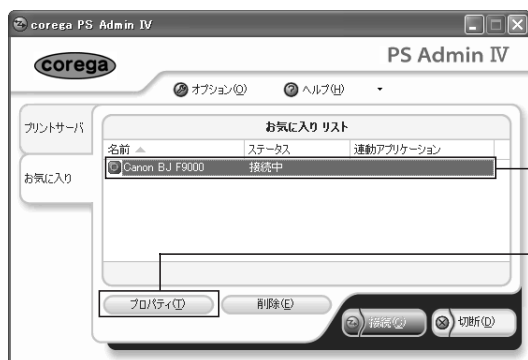 corega PS Admin IV
corega
PS Admin IV
オプション(O) ヘルプ(H)
プリントサーバ
お気に入り
お気に入り リスト
名前 ステータス 連動アプリケーション
Canon BJ F9000 接続中
プロパティ(T) 削除(E)
接続(C) 切断(D)